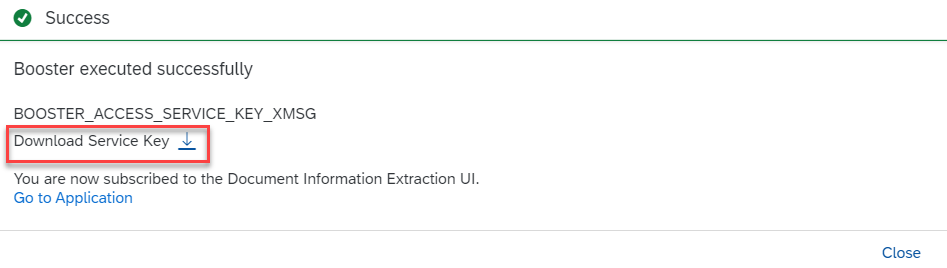 Success
Booster executed successfully
BOOSTER_ACCESS_SERVICE_KEY_XMSG
Download Service Key
You are now subscribed to the Document Information Extraction UI.
Go to Application
Close